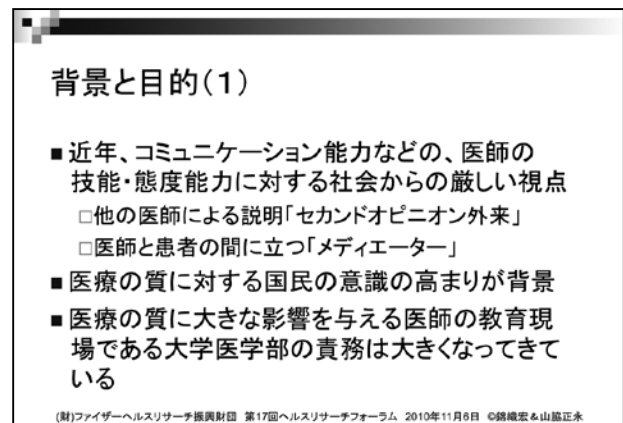 背景と目的(1)
■近年、コミュニケーション能力などの、医師の
技能・態度能力に対する社会からの厳しい視点
□他の医師による説明「セカンドオピニオン外来」
□医師と患者の間に立つ「メディエーター」
■医療の質に対する国民の意識の高まりが背景
■医療の質に大きな影響を与える医師の教育現
場である大学医学部の責務は大きくなってきて
いる
(財)ファイザーヘルスリサーチ振興財団 第17回ヘルスリサーチフォーラム 2010年11月6日 ©錦織宏&山脇正永